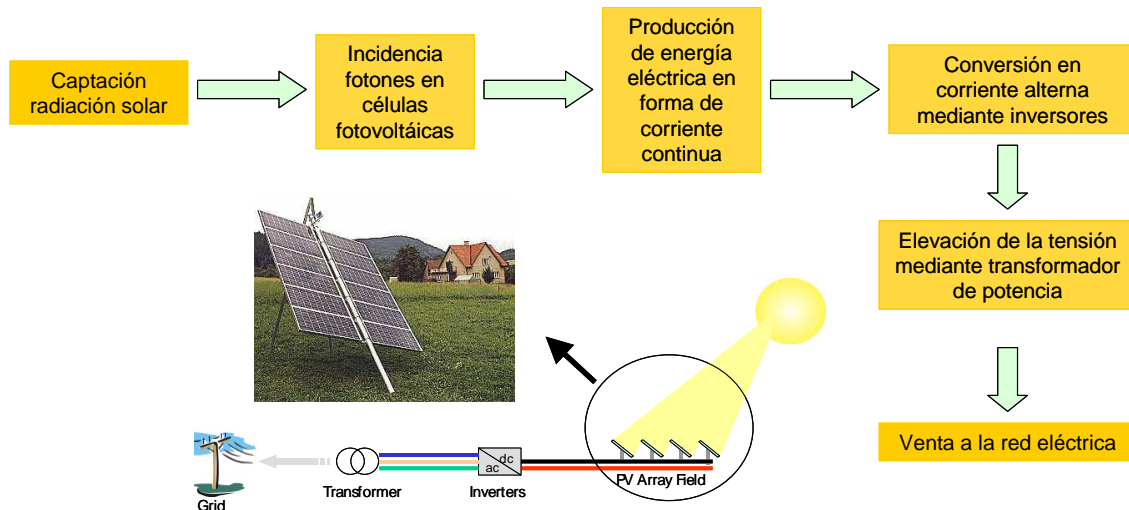 Captación
radiación solar
Incidencia
fotones en
células
fotovoltáicas
Producción
de energía
eléctrica en
forma de
corriente
continua
Conversión en
corriente alterna
mediante inversores
Elevación de la tensión
mediante transformador
de potencia
Venta a la red eléctrica
Grid
Transformer
dc
ac
Inverters
PV Array Field